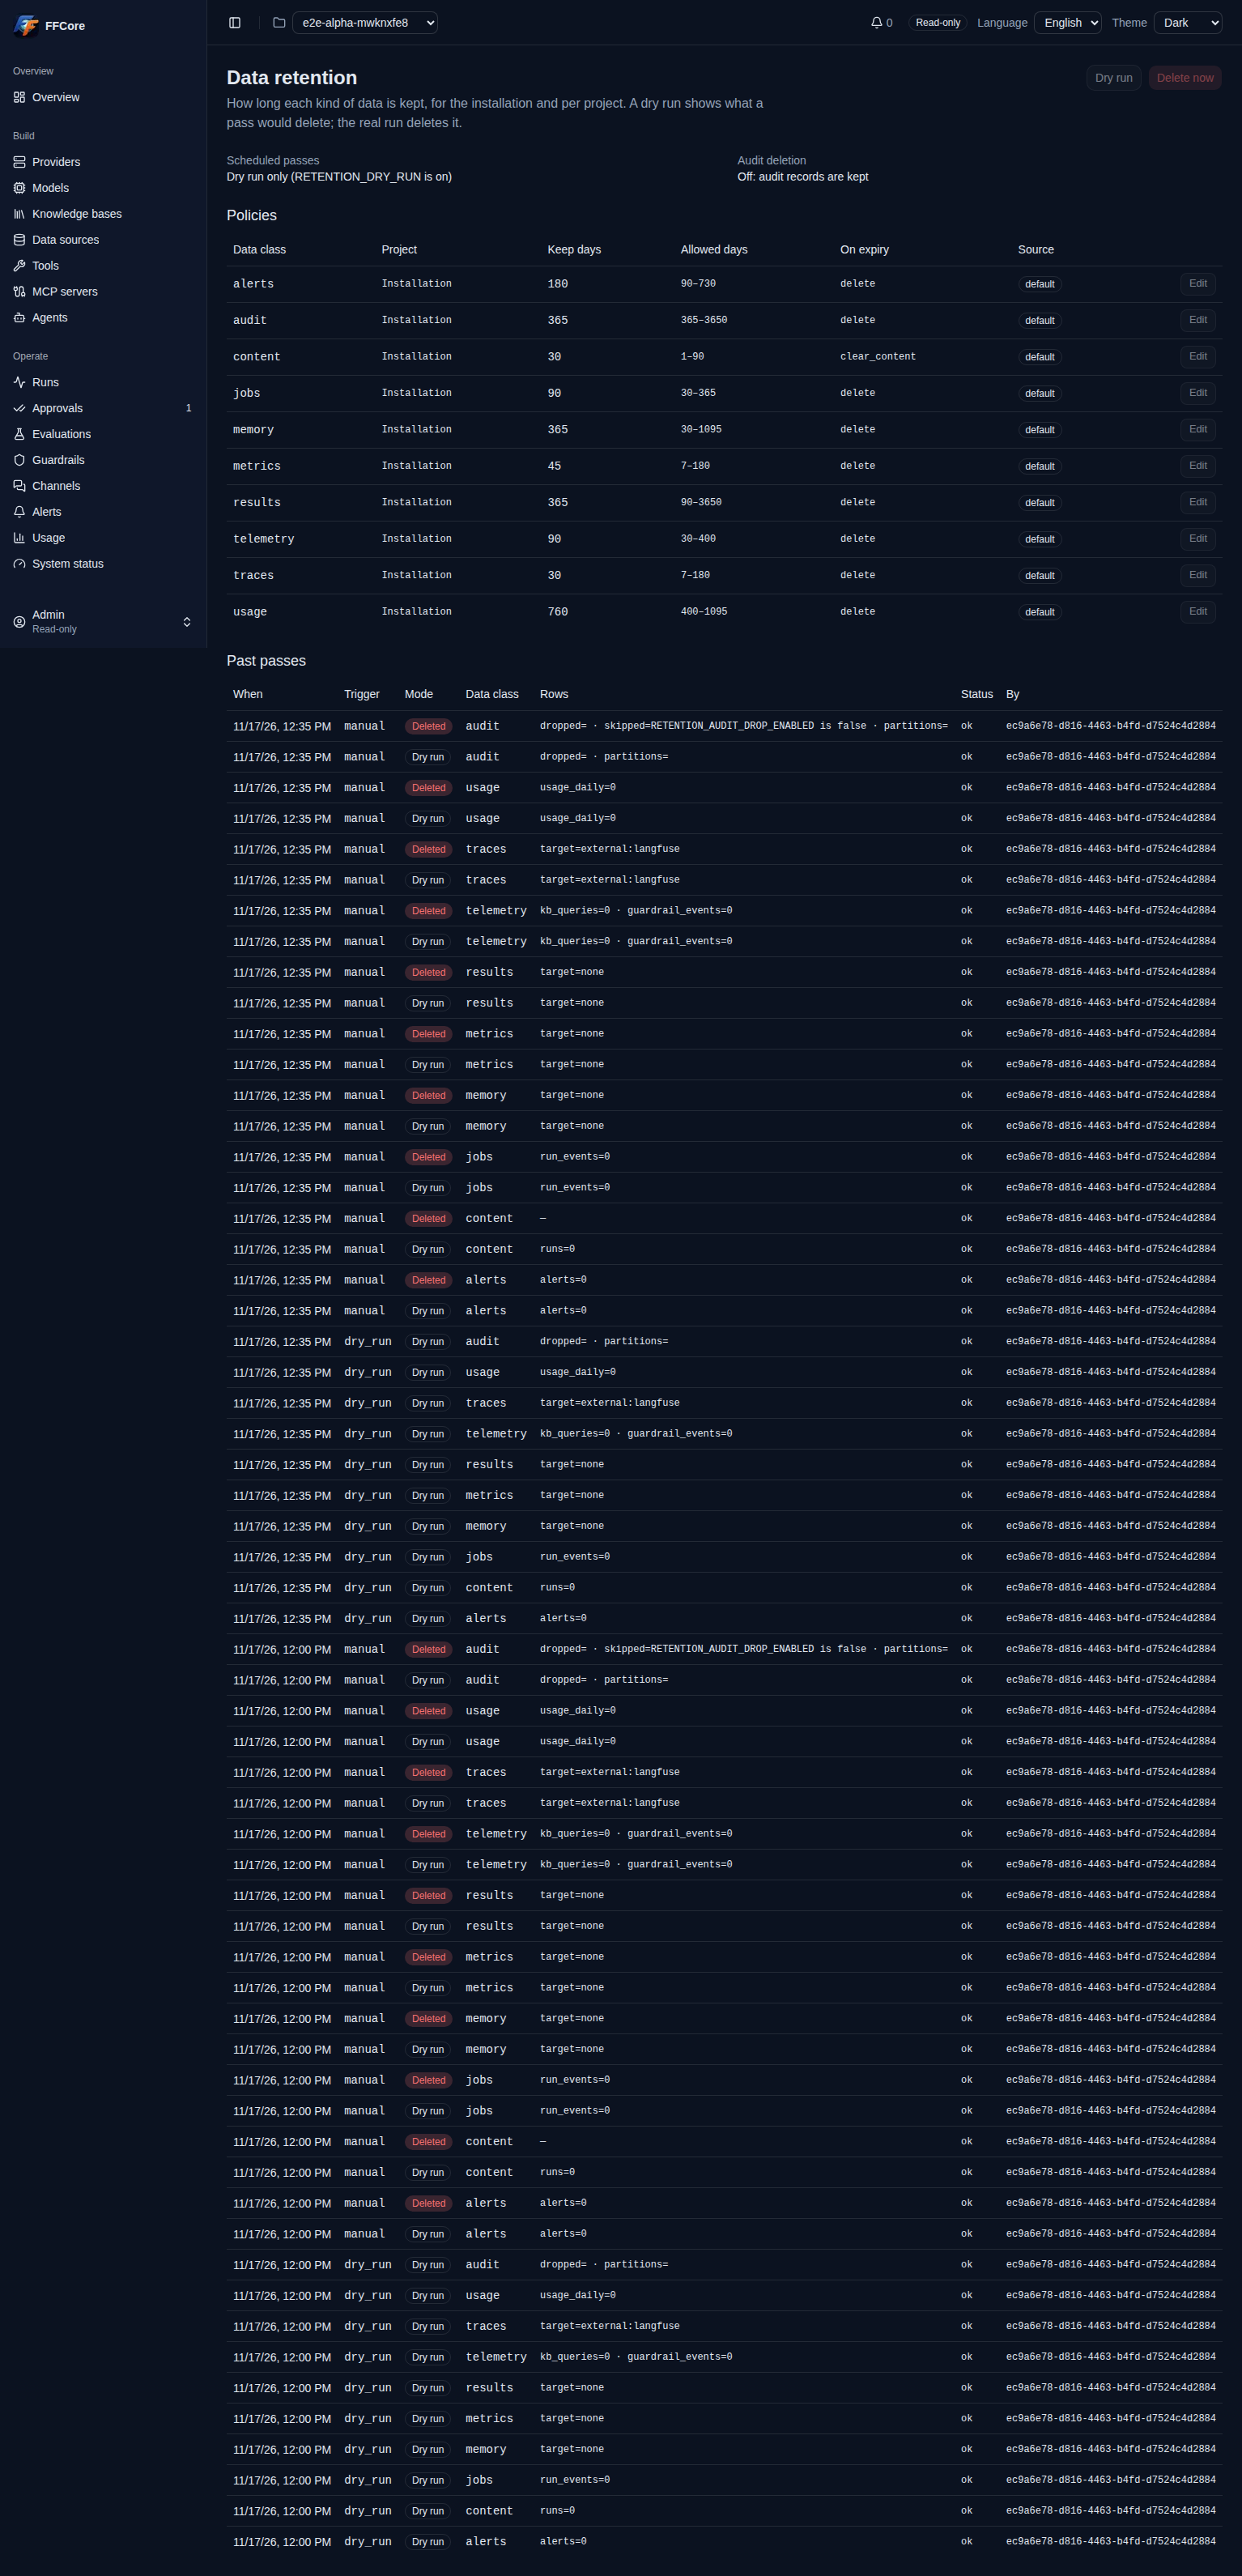 FFCore
e2e-alpha-mwknxfe8
0 Read-only Language English Theme Dark
Overview
Overview
Build
Providers
Models
Knowledge bases
Data sources
Tools
MCP servers
Agents
Operate
Runs
Approvals 1
Evaluations
Guardrails
Channels
Alerts
Usage
System status
Admin
Read-only
Data retention
Dry run Delete now
How long each kind of data is kept, for the installation and per project. A dry run shows what a
pass would delete; the real run deletes it.
Scheduled passes Audit deletion
Dry run only (RETENTION_DRY_RUN is on) Off: audit records are kept
Policies
Data class Project Keep days Allowed days On expiry Source
alerts Installation 180 90–730 delete default Edit
audit Installation 365 365–3650 delete default Edit
content Installation 30 1–90 clear_content default Edit
jobs Installation 90 30–365 delete default Edit
memory Installation 365 30–1095 delete default Edit
metrics Installation 45 7–180 delete default Edit
results Installation 365 90–3650 delete default Edit
telemetry Installation 90 30–400 delete default Edit
traces Installation 30 7–180 delete default Edit
usage Installation 760 400–1095 delete default Edit
Past passes
When Trigger Mode Data class Rows Status By
11/17/26, 12:35 PM manual Deleted audit dropped= · skipped=RETENTION_AUDIT_DROP_ENABLED is false · partitions= ok ec9a6e78-d816-4463-b4fd-d7524c4d2884
11/17/26, 12:35 PM manual Dry run audit dropped= · partitions= ok ec9a6e78-d816-4463-b4fd-d7524c4d2884
11/17/26, 12:35 PM manual Deleted usage usage_daily=0 ok ec9a6e78-d816-4463-b4fd-d7524c4d2884
11/17/26, 12:35 PM manual Dry run usage usage_daily=0 ok ec9a6e78-d816-4463-b4fd-d7524c4d2884
11/17/26, 12:35 PM manual Deleted traces target=external:langfuse ok ec9a6e78-d816-4463-b4fd-d7524c4d2884
11/17/26, 12:35 PM manual Dry run traces target=external:langfuse ok ec9a6e78-d816-4463-b4fd-d7524c4d2884
11/17/26, 12:35 PM manual Deleted telemetry kb_queries=0 · guardrail_events=0 ok ec9a6e78-d816-4463-b4fd-d7524c4d2884
11/17/26, 12:35 PM manual Dry run telemetry kb_queries=0 · guardrail_events=0 ok ec9a6e78-d816-4463-b4fd-d7524c4d2884
11/17/26, 12:35 PM manual Deleted results target=none ok ec9a6e78-d816-4463-b4fd-d7524c4d2884
11/17/26, 12:35 PM manual Dry run results target=none ok ec9a6e78-d816-4463-b4fd-d7524c4d2884
11/17/26, 12:35 PM manual Deleted metrics target=none ok ec9a6e78-d816-4463-b4fd-d7524c4d2884
11/17/26, 12:35 PM manual Dry run metrics target=none ok ec9a6e78-d816-4463-b4fd-d7524c4d2884
11/17/26, 12:35 PM manual Deleted memory target=none ok ec9a6e78-d816-4463-b4fd-d7524c4d2884
11/17/26, 12:35 PM manual Dry run memory target=none ok ec9a6e78-d816-4463-b4fd-d7524c4d2884
11/17/26, 12:35 PM manual Deleted jobs run_events=0 ok ec9a6e78-d816-4463-b4fd-d7524c4d2884
11/17/26, 12:35 PM manual Dry run jobs run_events=0 ok ec9a6e78-d816-4463-b4fd-d7524c4d2884
11/17/26, 12:35 PM manual Deleted content — ok ec9a6e78-d816-4463-b4fd-d7524c4d2884
11/17/26, 12:35 PM manual Dry run content runs=0 ok ec9a6e78-d816-4463-b4fd-d7524c4d2884
11/17/26, 12:35 PM manual Deleted alerts alerts=0 ok ec9a6e78-d816-4463-b4fd-d7524c4d2884
11/17/26, 12:35 PM manual Dry run alerts alerts=0 ok ec9a6e78-d816-4463-b4fd-d7524c4d2884
11/17/26, 12:35 PM dry_run Dry run audit dropped= · partitions= ok ec9a6e78-d816-4463-b4fd-d7524c4d2884
11/17/26, 12:35 PM dry_run Dry run usage usage_daily=0 ok ec9a6e78-d816-4463-b4fd-d7524c4d2884
11/17/26, 12:35 PM dry_run Dry run traces target=external:langfuse ok ec9a6e78-d816-4463-b4fd-d7524c4d2884
11/17/26, 12:35 PM dry_run Dry run telemetry kb_queries=0 · guardrail_events=0 ok ec9a6e78-d816-4463-b4fd-d7524c4d2884
11/17/26, 12:35 PM dry_run Dry run results target=none ok ec9a6e78-d816-4463-b4fd-d7524c4d2884
11/17/26, 12:35 PM dry_run Dry run metrics target=none ok ec9a6e78-d816-4463-b4fd-d7524c4d2884
11/17/26, 12:35 PM dry_run Dry run memory target=none ok ec9a6e78-d816-4463-b4fd-d7524c4d2884
11/17/26, 12:35 PM dry_run Dry run jobs run_events=0 ok ec9a6e78-d816-4463-b4fd-d7524c4d2884
11/17/26, 12:35 PM dry_run Dry run content runs=0 ok ec9a6e78-d816-4463-b4fd-d7524c4d2884
11/17/26, 12:35 PM dry_run Dry run alerts alerts=0 ok ec9a6e78-d816-4463-b4fd-d7524c4d2884
11/17/26, 12:00 PM manual Deleted audit dropped= · skipped=RETENTION_AUDIT_DROP_ENABLED is false · partitions= ok ec9a6e78-d816-4463-b4fd-d7524c4d2884
11/17/26, 12:00 PM manual Dry run audit dropped= · partitions= ok ec9a6e78-d816-4463-b4fd-d7524c4d2884
11/17/26, 12:00 PM manual Deleted usage usage_daily=0 ok ec9a6e78-d816-4463-b4fd-d7524c4d2884
11/17/26, 12:00 PM manual Dry run usage usage_daily=0 ok ec9a6e78-d816-4463-b4fd-d7524c4d2884
11/17/26, 12:00 PM manual Deleted traces target=external:langfuse ok ec9a6e78-d816-4463-b4fd-d7524c4d2884
11/17/26, 12:00 PM manual Dry run traces target=external:langfuse ok ec9a6e78-d816-4463-b4fd-d7524c4d2884
11/17/26, 12:00 PM manual Deleted telemetry kb_queries=0 · guardrail_events=0 ok ec9a6e78-d816-4463-b4fd-d7524c4d2884
11/17/26, 12:00 PM manual Dry run telemetry kb_queries=0 · guardrail_events=0 ok ec9a6e78-d816-4463-b4fd-d7524c4d2884
11/17/26, 12:00 PM manual Deleted results target=none ok ec9a6e78-d816-4463-b4fd-d7524c4d2884
11/17/26, 12:00 PM manual Dry run results target=none ok ec9a6e78-d816-4463-b4fd-d7524c4d2884
11/17/26, 12:00 PM manual Deleted metrics target=none ok ec9a6e78-d816-4463-b4fd-d7524c4d2884
11/17/26, 12:00 PM manual Dry run metrics target=none ok ec9a6e78-d816-4463-b4fd-d7524c4d2884
11/17/26, 12:00 PM manual Deleted memory target=none ok ec9a6e78-d816-4463-b4fd-d7524c4d2884
11/17/26, 12:00 PM manual Dry run memory target=none ok ec9a6e78-d816-4463-b4fd-d7524c4d2884
11/17/26, 12:00 PM manual Deleted jobs run_events=0 ok ec9a6e78-d816-4463-b4fd-d7524c4d2884
11/17/26, 12:00 PM manual Dry run jobs run_events=0 ok ec9a6e78-d816-4463-b4fd-d7524c4d2884
11/17/26, 12:00 PM manual Deleted content — ok ec9a6e78-d816-4463-b4fd-d7524c4d2884
11/17/26, 12:00 PM manual Dry run content runs=0 ok ec9a6e78-d816-4463-b4fd-d7524c4d2884
11/17/26, 12:00 PM manual Deleted alerts alerts=0 ok ec9a6e78-d816-4463-b4fd-d7524c4d2884
11/17/26, 12:00 PM manual Dry run alerts alerts=0 ok ec9a6e78-d816-4463-b4fd-d7524c4d2884
11/17/26, 12:00 PM dry_run Dry run audit dropped= · partitions= ok ec9a6e78-d816-4463-b4fd-d7524c4d2884
11/17/26, 12:00 PM dry_run Dry run usage usage_daily=0 ok ec9a6e78-d816-4463-b4fd-d7524c4d2884
11/17/26, 12:00 PM dry_run Dry run traces target=external:langfuse ok ec9a6e78-d816-4463-b4fd-d7524c4d2884
11/17/26, 12:00 PM dry_run Dry run telemetry kb_queries=0 · guardrail_events=0 ok ec9a6e78-d816-4463-b4fd-d7524c4d2884
11/17/26, 12:00 PM dry_run Dry run results target=none ok ec9a6e78-d816-4463-b4fd-d7524c4d2884
11/17/26, 12:00 PM dry_run Dry run metrics target=none ok ec9a6e78-d816-4463-b4fd-d7524c4d2884
11/17/26, 12:00 PM dry_run Dry run memory target=none ok ec9a6e78-d816-4463-b4fd-d7524c4d2884
11/17/26, 12:00 PM dry_run Dry run jobs run_events=0 ok ec9a6e78-d816-4463-b4fd-d7524c4d2884
11/17/26, 12:00 PM dry_run Dry run content runs=0 ok ec9a6e78-d816-4463-b4fd-d7524c4d2884
11/17/26, 12:00 PM dry_run Dry run alerts alerts=0 ok ec9a6e78-d816-4463-b4fd-d7524c4d2884